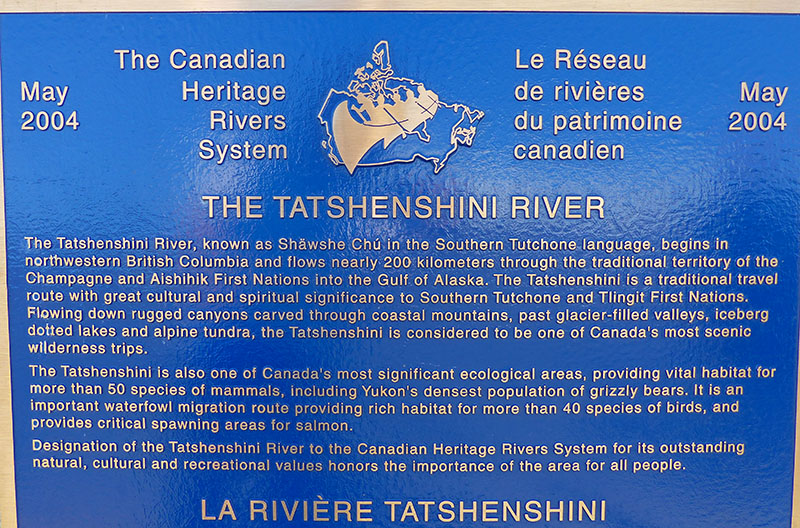 May
2004
The Canadian
Heritage
Rivers
System
Le Réseau
de rivières
du patrimoine
canadien
May
2004
THE TATSHENSHINI RIVER
The Tatshenshini River, known as Shäwshe Chú in the Southern Tutchone language, begins in
northwestern British Columbia and flows nearly 200 kilometers through the traditional territory of the
Champagne and Aishihik First Nations into the Gulf of Alaska. The Tatshenshini is a traditional travel
route with great cultural and spiritual significance to Southern Tutchone and Tlingit First Nations.
Flowing down rugged canyons carved through coastal mountains, past glacier-filled valleys, iceberg
dotted lakes and alpine tundra, the Tatshenshini is considered to be one of Canada's most scenic
wilderness trips.
The Tatshenshini is also one of Canada's most significant ecological areas, providing vital habitat for
more than 50 species of mammals, including Yukon's densest population of grizzly bears. It is an
important waterfowl migration route providing rich habitat for more than 40 species of birds, and
provides critical spawning areas for salmon.
Designation of the Tatshenshini River to the Canadian Heritage Rivers System for its outstanding
natural, cultural and recreational values honors the importance of the area for all people.
LA RIVIÈRE TATSHENSHINI